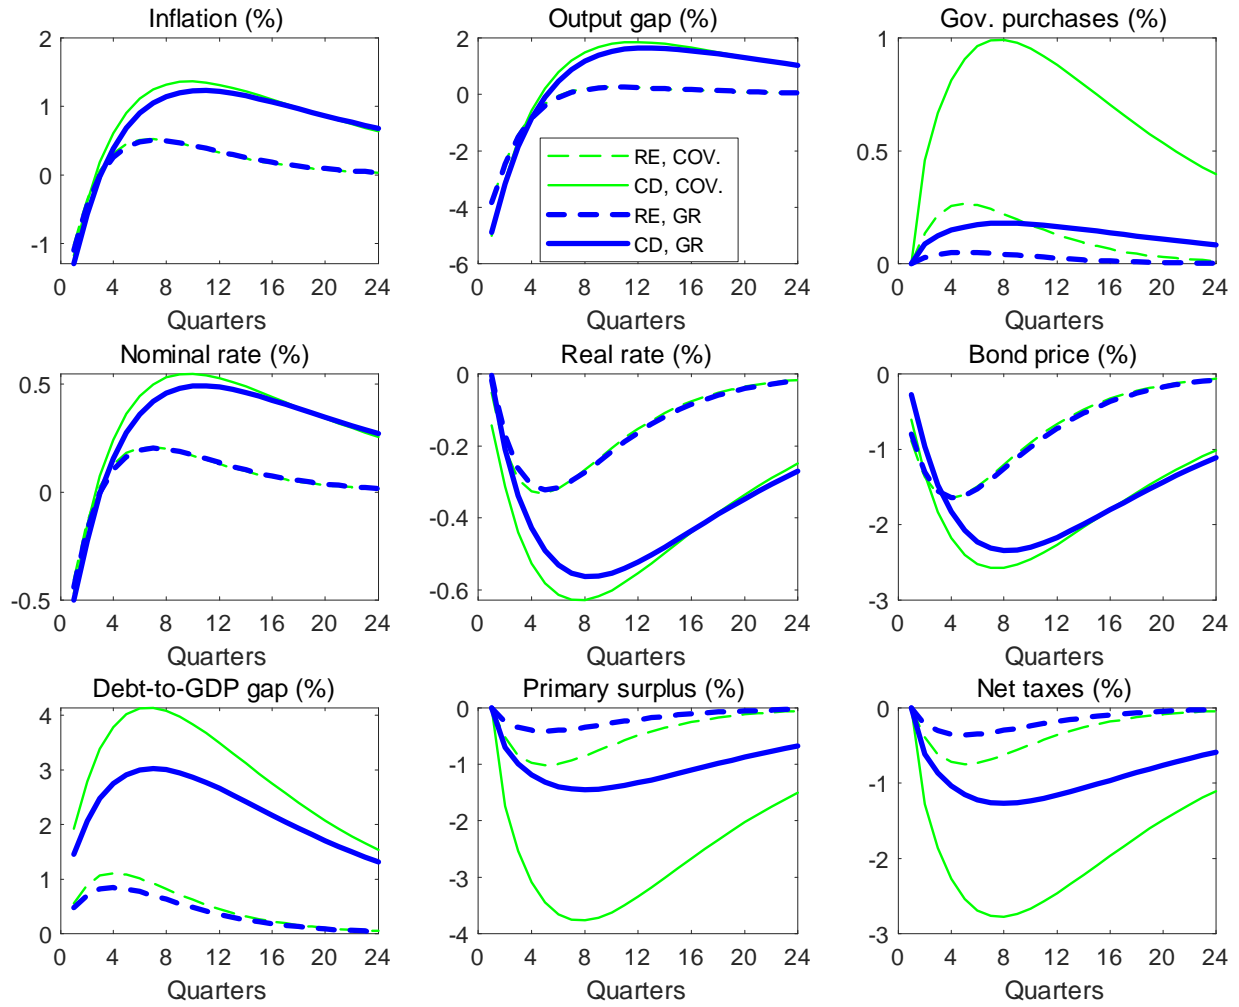 Inflation (%)
2
1
0
-1
0 4 8 12 16 20 24
Quarters
Output gap (%)
2
0
-2
-4
-6
RE, COV.
CD, COV.
RE, GR
CD, GR
0 4 8 12 16 20 24
Quarters
Gov. purchases (%)
1
0.5
0
0 4 8 12 16 20 24
Quarters
Nominal rate (%)
0.5
0
-0.5
0 4 8 12 16 20 24
Quarters
Real rate (%)
0
-0.2
-0.4
-0.6
0 4 8 12 16 20 24
Quarters
Bond price (%)
0
-1
-2
-3
0 4 8 12 16 20 24
Quarters
Debt-to-GDP gap (%)
4
3
2
1
0
0 4 8 12 16 20 24
Quarters
Primary surplus (%)
0
-1
-2
-3
-4
0 4 8 12 16 20 24
Quarters
Net taxes (%)
0
-1
-2
-3
0 4 8 12 16 20 24
Quarters